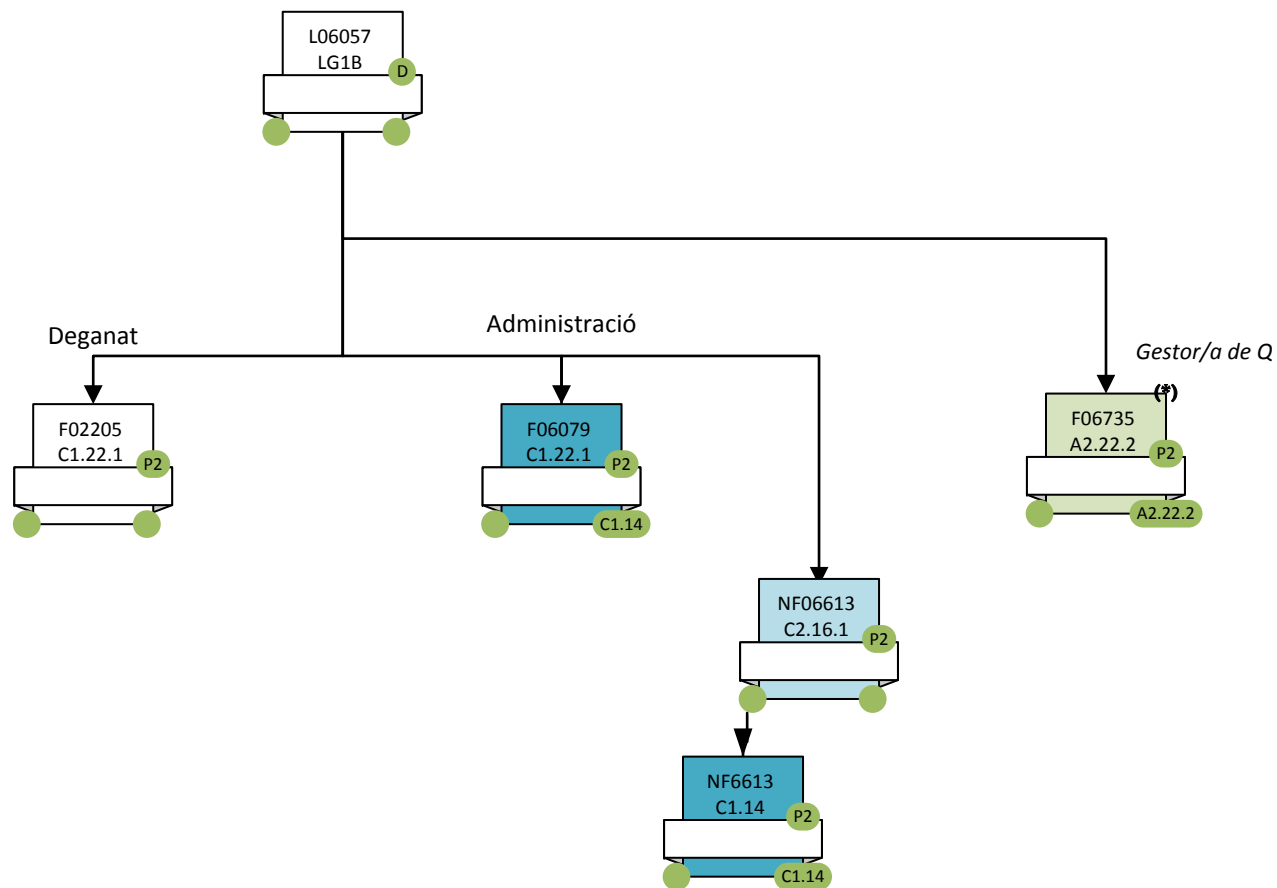 L06057
LG1B
D
Deganat
Administració
Gestor/a de Q
(*)
F02205
C1.22.1
P2
F06079
C1.22.1
P2
C1.14
F06735
A2.22.2
P2
A2.22.2
NF06613
C2.16.1
P2
NF6613
C1.14
P2
C1.14